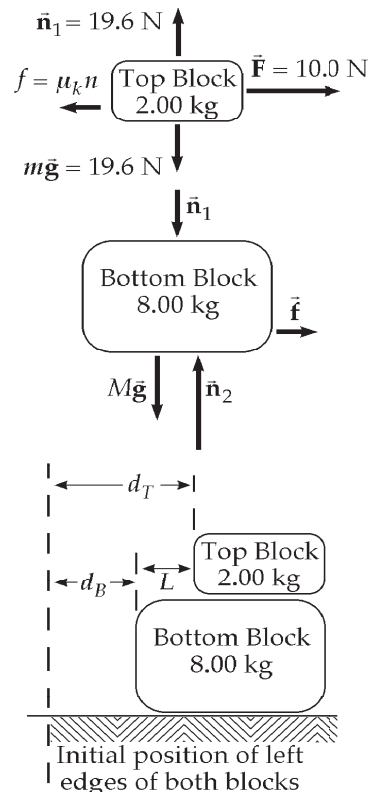 n⃗₁ = 19.6 N
f = μₖn
Top Block
2.00 kg
F⃗ = 10.0 N
mg⃗ = 19.6 N
n⃗₁
Bottom Block
8.00 kg
f⃗
Mg⃗
n⃗₂
d_T
d_B
L
Top Block
2.00 kg
Bottom Block
8.00 kg
Initial position of left
edges of both blocks